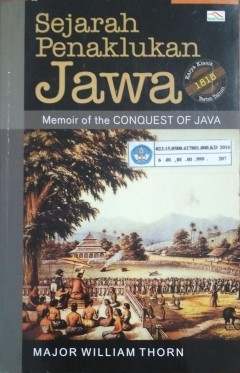 Sejarah
Penaklukan
Jawa
Karya Klasik
1815
Memoir of the CONQUEST OF JAVA
MAJOR WILLIAM THORN